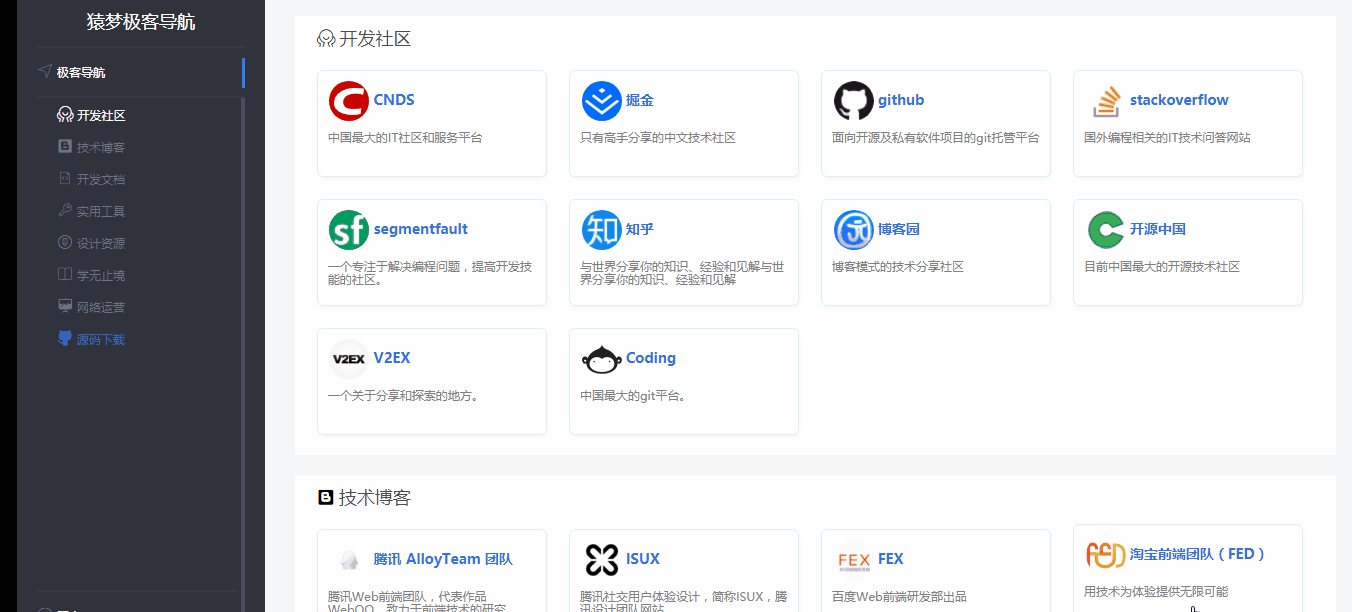 猿梦极客导航
极客导航
开发社区
技术博客
开发文档
实用工具
设计资源
学无止境
网络运营
源码下载
开发社区
CNDS
中国最大的IT社区和服务平台
掘金
只有高手分享的中文技术社区
github
面向开源及私有软件项目的git托管平台
stackoverflow
国外编程相关的IT技术问答网站
sf
segmentfault
一个专注于解决编程问题，提高开发技
能的社区。
知
知乎
与世界分享你的知识、经验和见解与世
界分享你的知识、经验和见解
博客园
博客模式的技术分享社区
开源中国
目前中国最大的开源技术社区
V2EX
V2EX
一个关于分享和探索的地方。
Coding
中国最大的git平台。
技术博客
腾讯 AlloyTeam 团队
腾讯Web前端团队，代表作品
WebQQ，致力于前端技术的研究
ISUX
腾讯社交用户体验设计，简称ISUX，腾
讯设计团队网站
FEX
FEX
百度Web前端研发部出品
FED
淘宝前端团队（FED）
用技术为体验提供无限可能